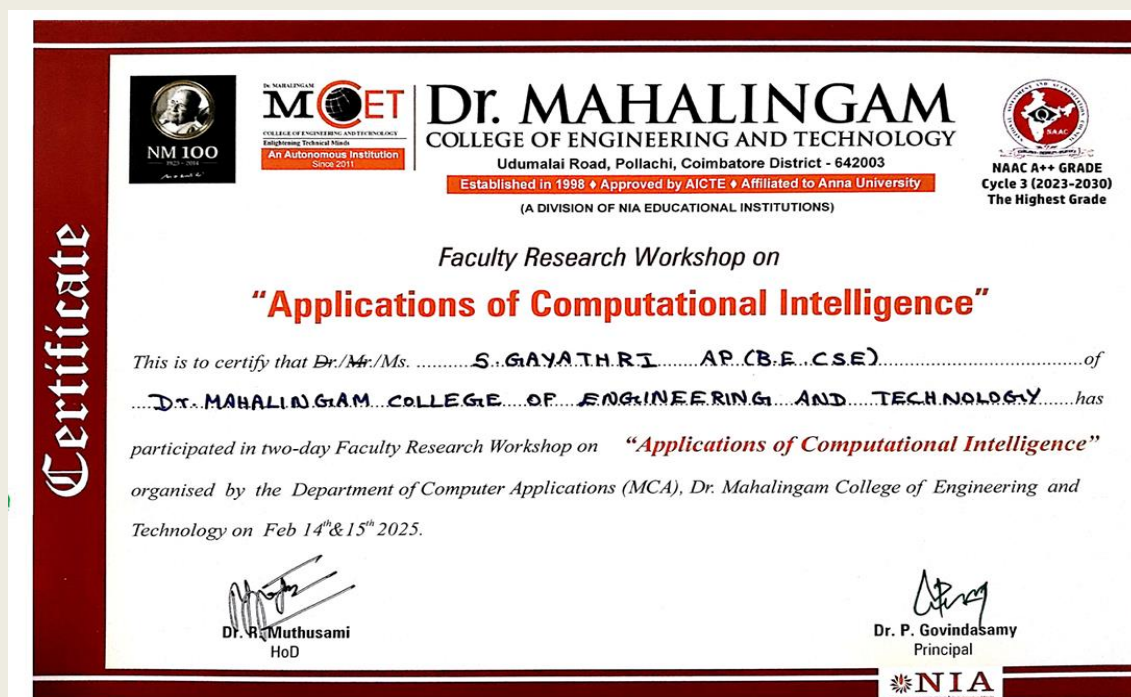 Certificate
NM 100
1923 - 2014
Dr. MAHALINGAM
MCET
COLLEGE OF ENGINEERING AND TECHNOLOGY
Enlightening Technical Minds
An Autonomous Institution
Since 2011
Dr. MAHALINGAM
COLLEGE OF ENGINEERING AND TECHNOLOGY
Udumalai Road, Pollachi, Coimbatore District - 642003
Established in 1998 ♦ Approved by AICTE ♦ Affiliated to Anna University
(A DIVISION OF NIA EDUCATIONAL INSTITUTIONS)
NAAC
NAAC A++ GRADE
Cycle 3 (2023-2030)
The Highest Grade
Faculty Research Workshop on
“Applications of Computational Intelligence”
This is to certify that Dr./Mr./Ms. S. GAYATHRI AP (B.E. CSE) of
Dr. MAHALINGAM COLLEGE OF ENGINEERING AND TECHNOLOGY has
participated in two-day Faculty Research Workshop on “Applications of Computational Intelligence”
organised by the Department of Computer Applications (MCA), Dr. Mahalingam College of Engineering and
Technology on Feb 14th&15th 2025.
Dr. R. Muthusami
HoD
Dr. P. Govindasamy
Principal
NIA